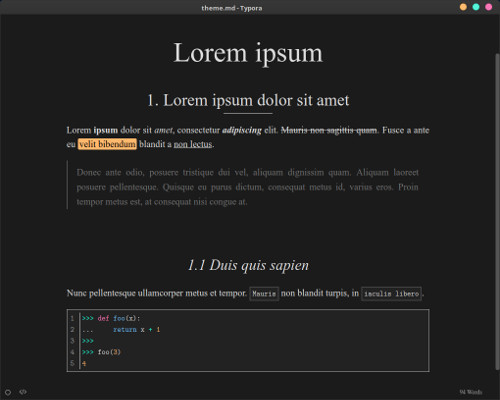 theme.md - Typora
Lorem ipsum
1. Lorem ipsum dolor sit amet
Lorem ipsum dolor sit amet, consectetur adipiscing elit. Mauris non sagittis quam. Fusce a ante
eu velit bibendum blandit a non lectus.
Donec ante odio, posuere tristique dui vel, aliquam dignissim quam. Aliquam laoreet
posuere pellentesque. Quisque eu purus dictum, consequat metus id, varius eros. Proin
tempor metus est, at consequat nisi congue at.
1.1 Duis quis sapien
Nunc pellentesque ullamcorper metus et tempor. Mauris non blandit turpis, in iaculis libero.
1 >>> def foo(x):
2 ...     return x + 1
3 >>>
4 >>> foo(3)
5 4
</> 94 Words